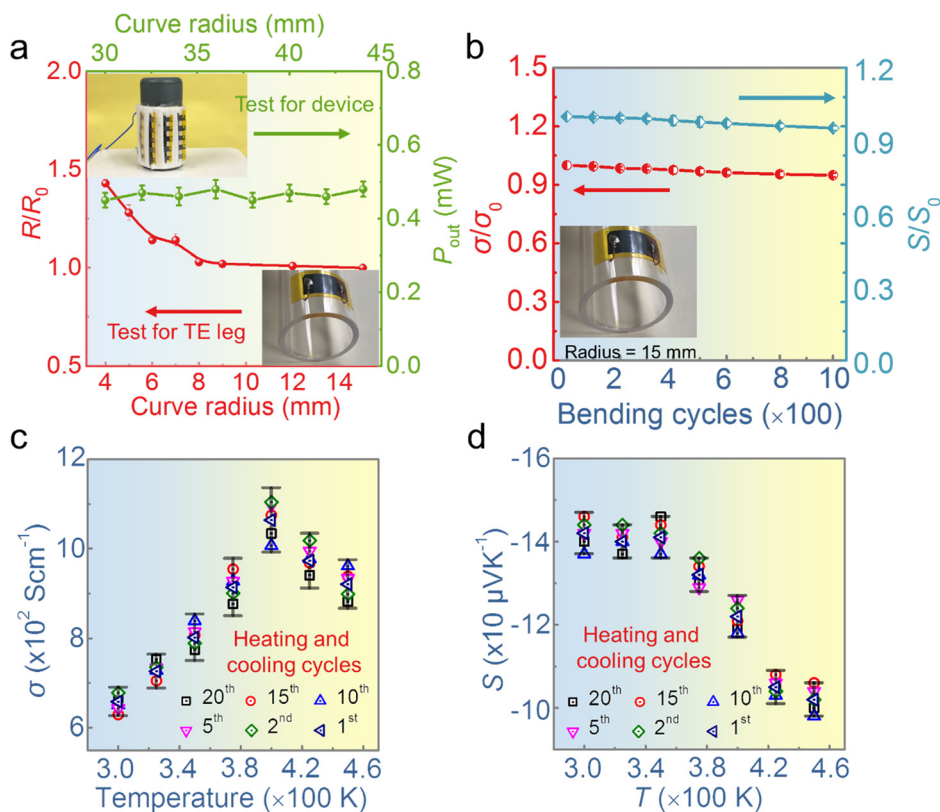 a
Curve radius (mm)
30 35 40 45
2.0
1.5
1.0
0.5
R/R₀
0.8
0.6
0.4
0.2
0.0
P_out (mW)
Test for device
Test for TE leg
4 6 8 10 12 14
Curve radius (mm)
b
1.5
1.2
0.9
0.6
0.3
0.0
σ/σ₀
1.2
0.9
0.6
0.3
0.0
S/S₀
Radius = 15 mm
0 2 4 6 8 10
Bending cycles (×100)
c
12
10
8
6
σ (x10² Scm⁻¹)
Heating and
cooling cycles
20th 15th 10th
5th 2nd 1st
3.0 3.4 3.8 4.2 4.6
Temperature (×100 K)
d
-16
-14
-12
-10
S (x10 µVK⁻¹)
Heating and
cooling cycles
20th 15th 10th
5th 2nd 1st
3.0 3.4 3.8 4.2 4.6
T (×100 K)